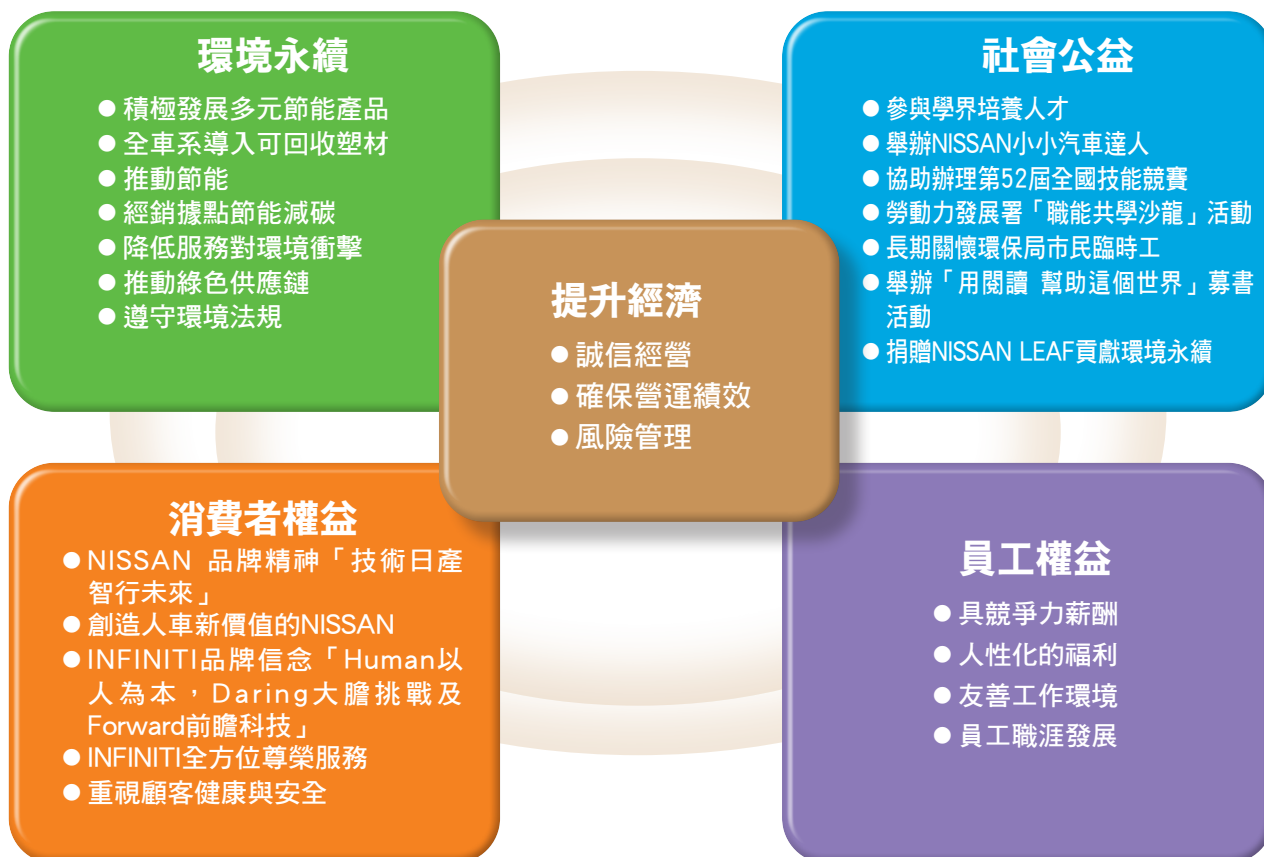 環境永續
●積極發展多元節能產品
●全車系導入可回收塑材
●推動節能
●經銷據點節能減碳
●降低服務對環境衝擊
●推動綠色供應鏈
●遵守環境法規
社會公益
●參與學界培養人才
●舉辦NISSAN小小汽車達人
●協助辦理第52屆全國技能競賽
●勞動力發展署「職能共學沙龍」活動
●長期關懷環保局市民臨時工
●舉辦「用閱讀 幫助這個世界」募書
活動
●捐贈NISSAN LEAF貢獻環境永續
提升經濟
●誠信經營
●確保營運績效
●風險管理
消費者權益
●NISSAN 品牌精神「技術日產
智行未來」
●創造人車新價值的NISSAN
●INFINITI品牌信念「Human以
人為本，Daring大膽挑戰及
Forward前瞻科技」
●INFINITI全方位尊榮服務
●重視顧客健康與安全
員工權益
●具競爭力薪酬
●人性化的福利
●友善工作環境
●員工職涯發展